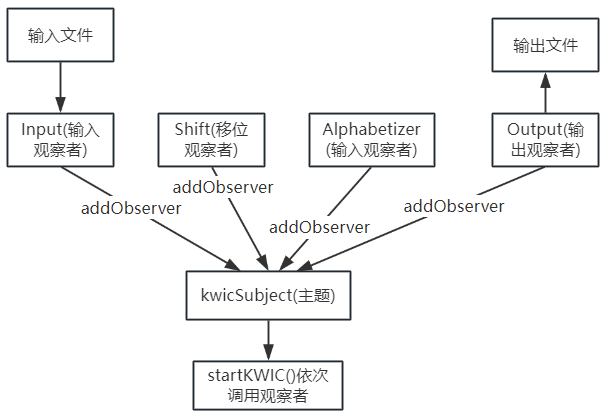 输入文件
输出文件
Input(输入
观察者)
Shift(移位
观察者)
Alphabetizer
(输入观察者)
Output(输
出观察者)
addObserver
addObserver
addObserver
addObserver
kwicSubject(主题)
startKWIC()依次
调用观察者